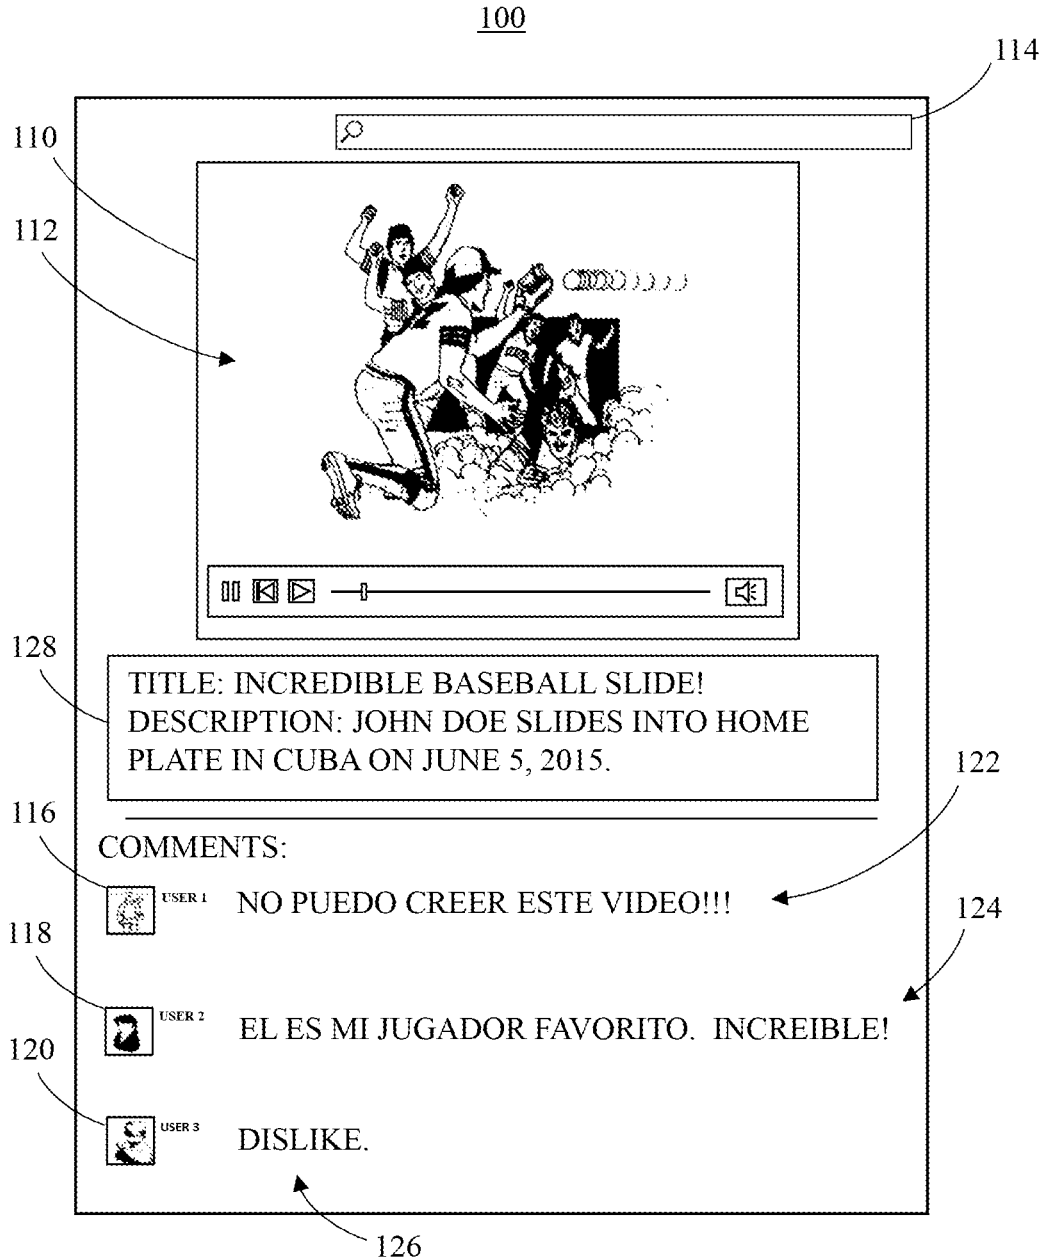 100
114
110
112
128
TITLE: INCREDIBLE BASEBALL SLIDE!
DESCRIPTION: JOHN DOE SLIDES INTO HOME
PLATE IN CUBA ON JUNE 5, 2015.
122
116
COMMENTS:
USER 1
NO PUEDO CREER ESTE VIDEO!!!
124
118
USER 2
EL ES MI JUGADOR FAVORITO. INCREIBLE!
120
USER 3
DISLIKE.
126